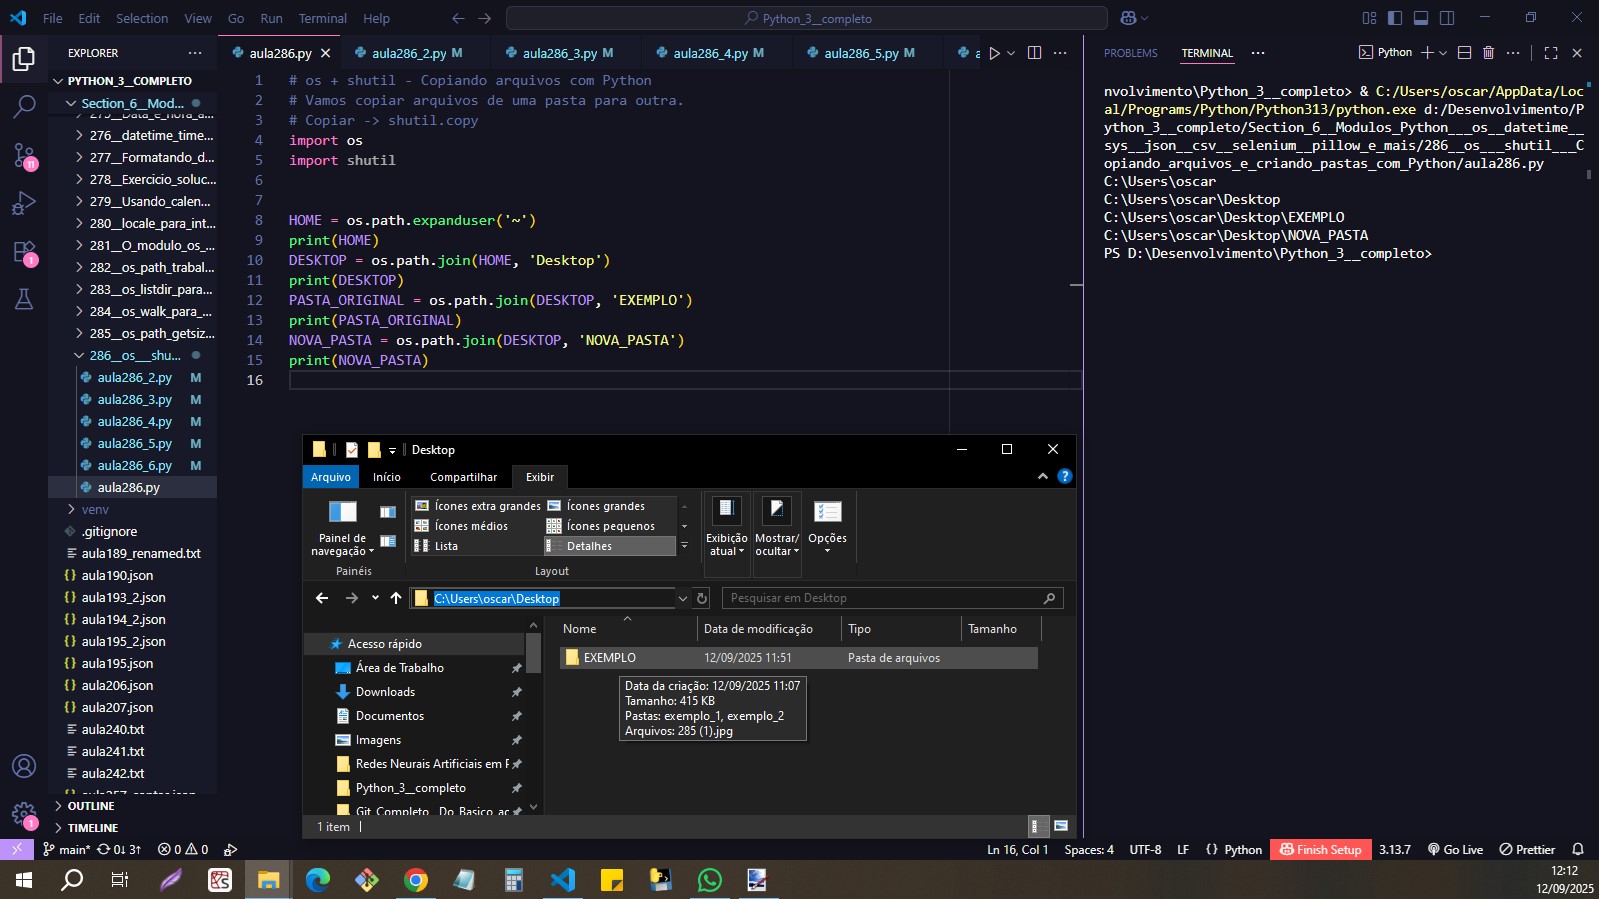 File Edit Selection View Go Run Terminal Help
Python_3__completo
EXPLORER
PYTHON_3__COMPLETO
Section_6__Mod...
275__Data_e_hora_a...
276__datetime_time...
277__Formatando_d...
278__Exercicio_soluc...
279__Usando_calen...
280__locale_para_int...
281__O_modulo_os_...
282__os_path_trabal...
283__os_listdir_para...
284__os_walk_para_...
285__os_path_getsiz...
286__os___shu...
aula286_2.py M
aula286_3.py M
aula286_4.py M
aula286_5.py M
aula286_6.py M
aula286.py
venv
.gitignore
aula189_renamed.txt
aula190.json
aula193_2.json
aula194_2.json
aula195_2.json
aula195.json
aula206.json
aula207.json
aula240.txt
aula241.txt
aula242.txt
OUTLINE
TIMELINE
11
1
1
aula286.py aula286_2.py M aula286_3.py M aula286_4.py M aula286_5.py M a
1 # os + shutil - Copiando arquivos com Python
2 # Vamos copiar arquivos de uma pasta para outra.
3 # Copiar -> shutil.copy
4 import os
5 import shutil
6
7
8 HOME = os.path.expanduser('~')
9 print(HOME)
10 DESKTOP = os.path.join(HOME, 'Desktop')
11 print(DESKTOP)
12 PASTA_ORIGINAL = os.path.join(DESKTOP, 'EXEMPLO')
13 print(PASTA_ORIGINAL)
14 NOVA_PASTA = os.path.join(DESKTOP, 'NOVA_PASTA')
15 print(NOVA_PASTA)
16
PROBLEMS TERMINAL
Python
nvolvimento\Python_3__completo> & C:/Users/oscar/AppData/Loc
al/Programs/Python/Python313/python.exe d:/Desenvolvimento/P
ython_3__completo/Section_6__Modulos_Python___os__datetime__
sys__json__csv__selenium__pillow_e_mais/286__os___shutil___C
opiando_arquivos_e_criando_pastas_com_Python/aula286.py
C:\Users\oscar
C:\Users\oscar\Desktop
C:\Users\oscar\Desktop\EXEMPLO
C:\Users\oscar\Desktop\NOVA_PASTA
PS D:\Desenvolvimento\Python_3__completo>
Desktop
Arquivo Início Compartilhar Exibir
Painel de navegação
Painéis
Ícones extra grandes Ícones grandes
Ícones médios Ícones pequenos
Lista Detalhes
Layout
Exibição atual
Mostrar/ocultar
Opções
C:\Users\oscar\Desktop
Pesquisar em Desktop
Acesso rápido
Área de Trabalho
Downloads
Documentos
Imagens
Redes Neurais Artificiais em P
Python_3__completo
Git_Completo__Do_Basico_ao
Nome Data de modificação Tipo Tamanho
EXEMPLO 12/09/2025 11:51 Pasta de arquivos
Data da criação: 12/09/2025 11:07
Tamanho: 415 KB
Pastas: exemplo_1, exemplo_2
Arquivos: 285 (1).jpg
1 item
main* 0↓ 3↑ 0 0
Ln 16, Col 1 Spaces: 4 UTF-8 LF {} Python Finish Setup 3.13.7 Go Live Prettier
12:12
12/09/2025